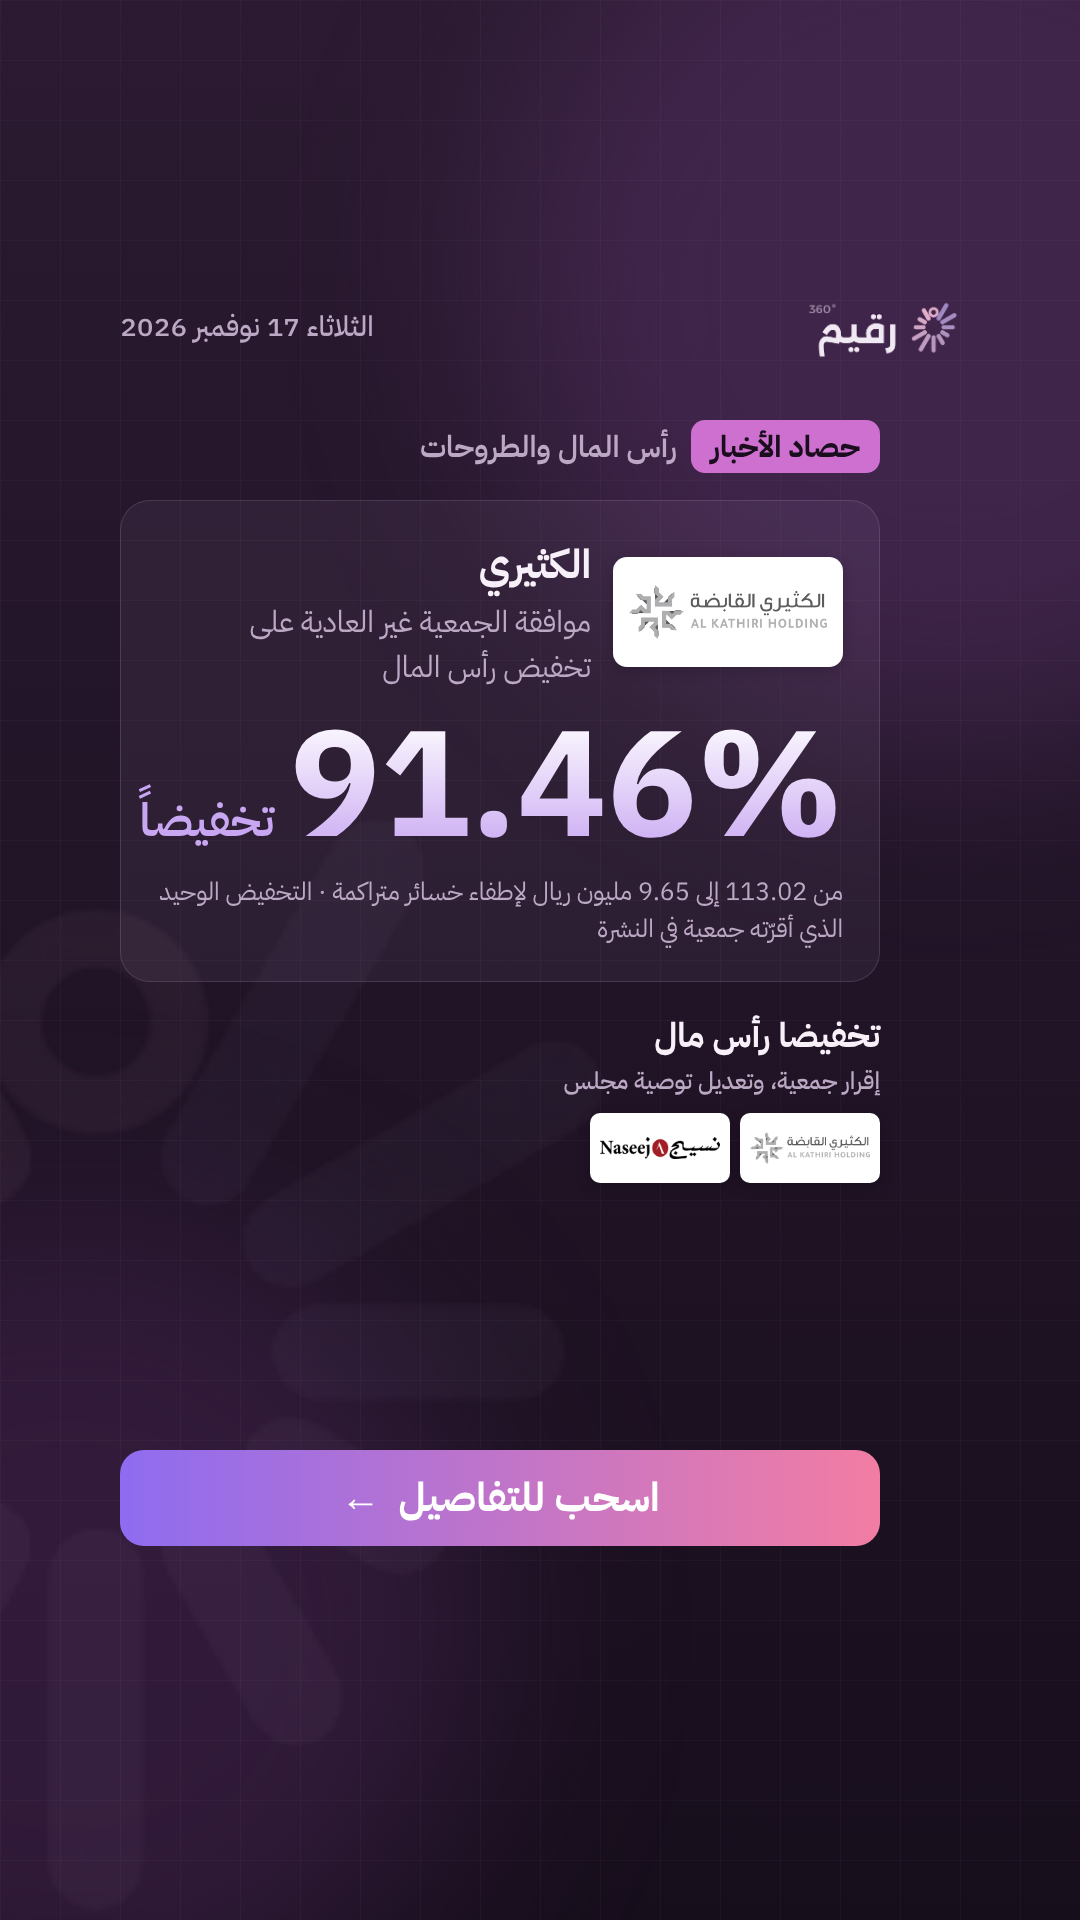 رقيم 360°
الثلاثاء 17 نوفمبر 2026
حصاد الأخبار رأس المال والطروحات
الكثيري القابضة
AL KATHIRI HOLDING
الكثيري
موافقة الجمعية غير العادية على
تخفيض رأس المال
91.46% تخفيضاً
من 113.02 إلى 9.65 مليون ريال لإطفاء خسائر متراكمة · التخفيض الوحيد
الذي أقرّته جمعية في النشرة
تخفيضا رأس مال
إقرار جمعية، وتعديل توصية مجلس
الكثيري القابضة
AL KATHIRI HOLDING
نسيج Naseej
اسحب للتفاصيل ←